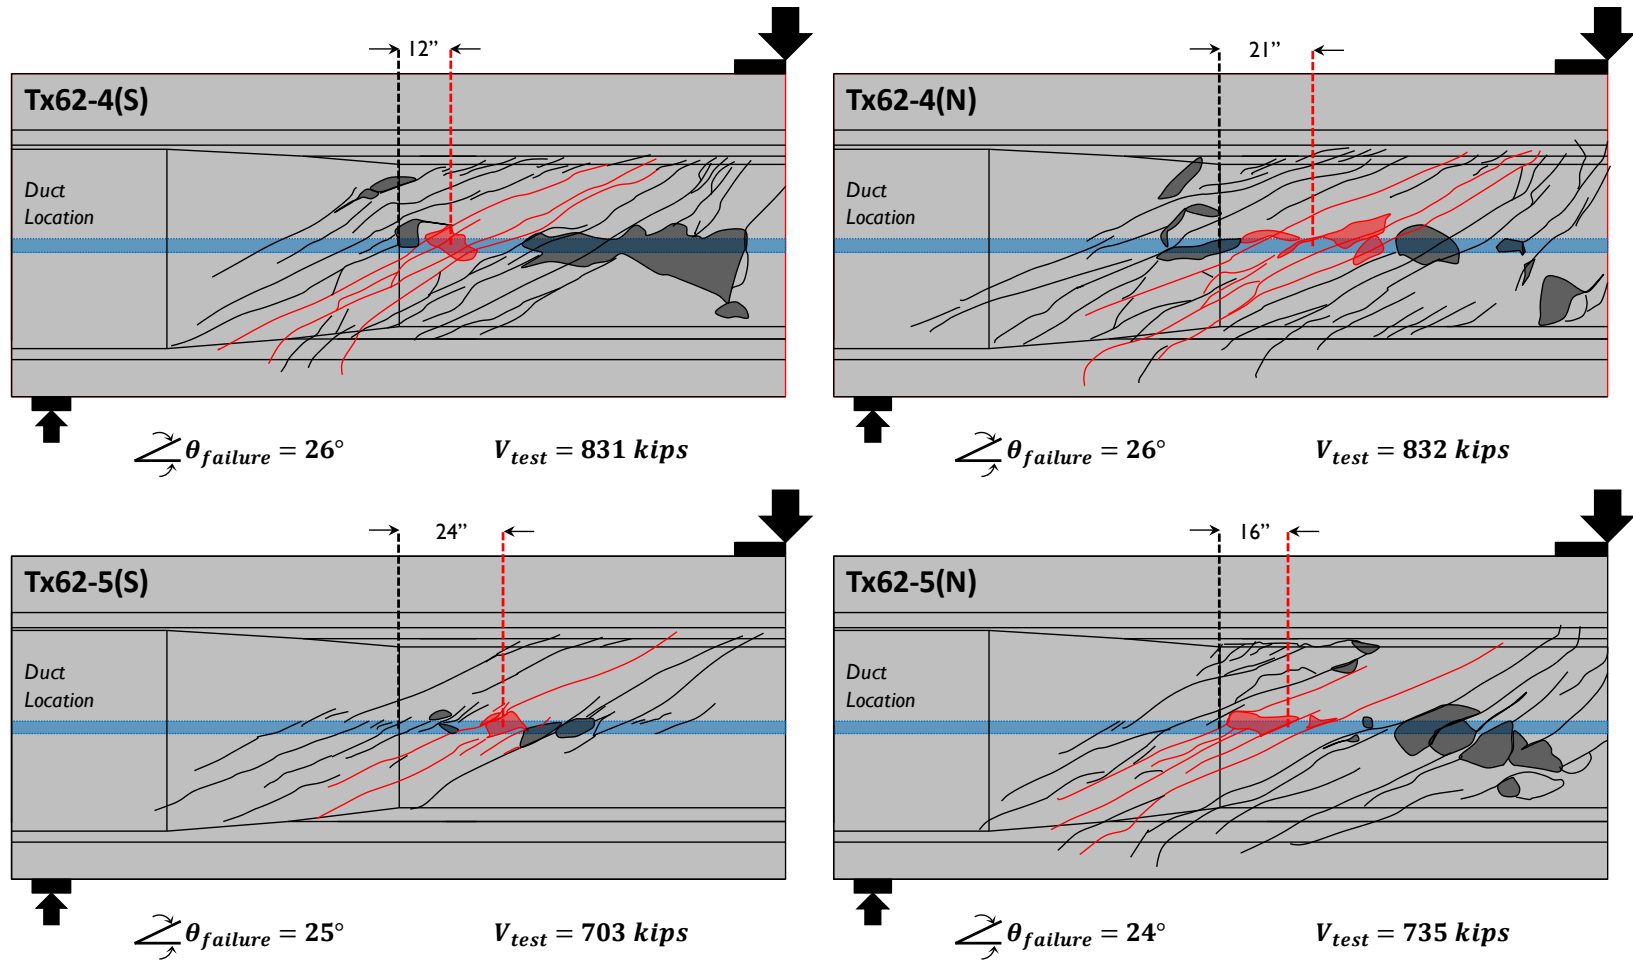 12”
Tx62-4(S)
Duct
Location
θfailure = 26°
Vtest = 831 kips
21”
Tx62-4(N)
Duct
Location
θfailure = 26°
Vtest = 832 kips
24”
Tx62-5(S)
Duct
Location
θfailure = 25°
Vtest = 703 kips
16”
Tx62-5(N)
Duct
Location
θfailure = 24°
Vtest = 735 kips